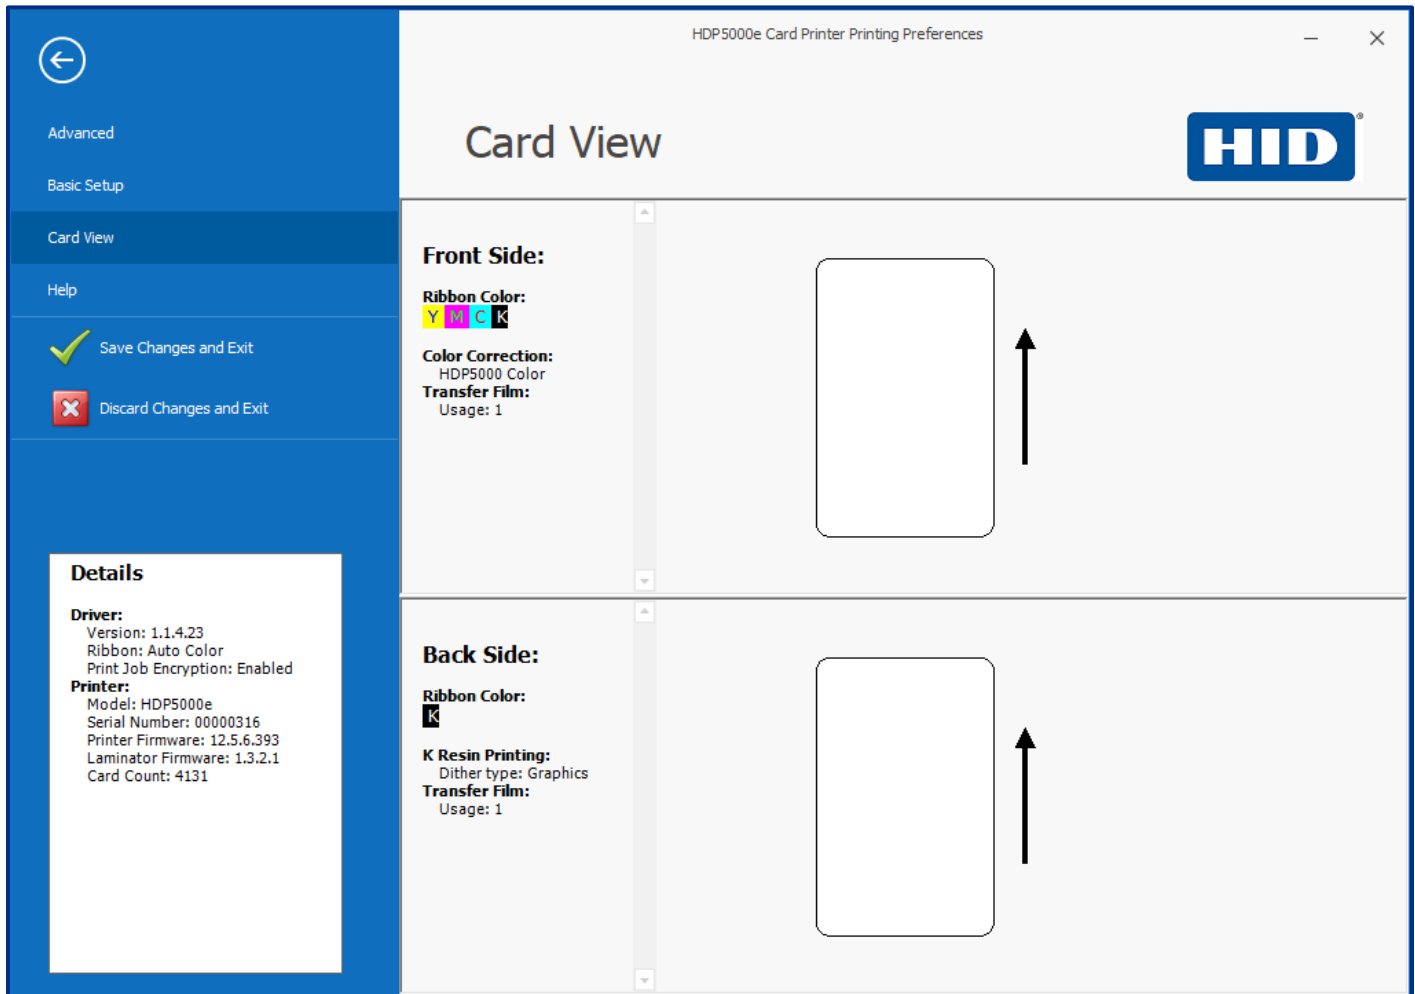 HDP5000e Card Printer Printing Preferences
Advanced
Basic Setup
Card View
Help
Save Changes and Exit
Discard Changes and Exit
Details
Driver:
Version: 1.1.4.23
Ribbon: Auto Color
Print Job Encryption: Enabled
Printer:
Model: HDP5000e
Serial Number: 00000316
Printer Firmware: 12.5.6.393
Laminator Firmware: 1.3.2.1
Card Count: 4131
Card View
HID®
Front Side:
Ribbon Color:
Y M C K
Color Correction:
HDP5000 Color
Transfer Film:
Usage: 1
Back Side:
Ribbon Color:
K
K Resin Printing:
Dither type: Graphics
Transfer Film:
Usage: 1